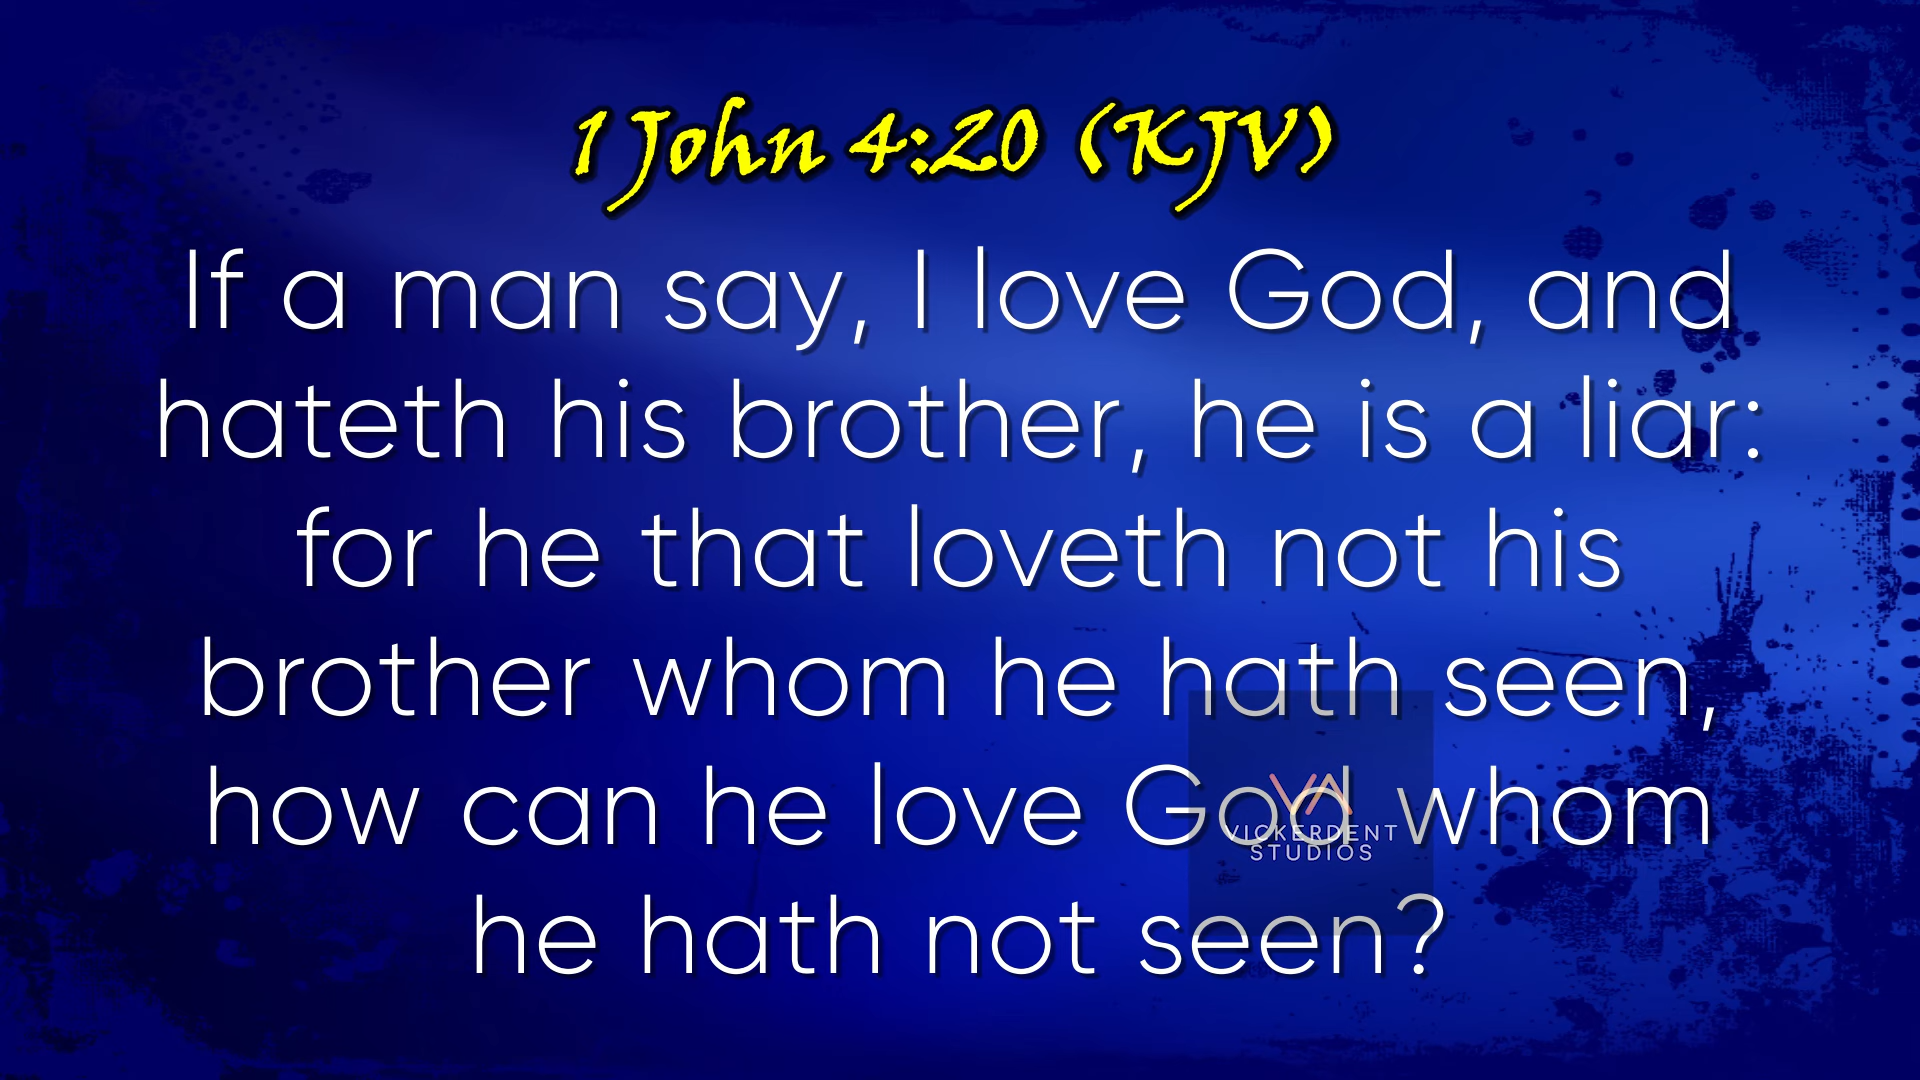 1 John 4:20 (KJV)
If a man say, I love God, and
hateth his brother, he is a liar:
for he that loveth not his
brother whom he hath seen,
how can he love God whom
VICKERDENT
STUDIOS
he hath not seen?